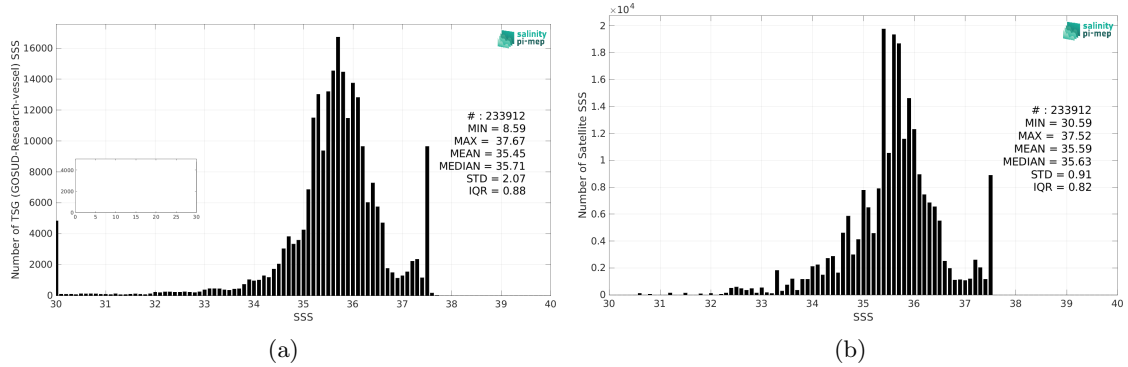 16000
14000
12000
10000
8000
6000
4000
2000
0
Number of TSG (GOSUD-Research-vessel) SSS
salinity
pi-mep
# : 233912
MIN = 8.59
MAX = 37.67
MEAN = 35.45
MEDIAN = 35.71
STD = 2.07
IQR = 0.88
4000
2000
0
0 5 10 15 20 25 30
30 31 32 33 34 35 36 37 38 39 40
SSS
(a)
×10⁴
2
1.8
1.6
1.4
1.2
1
0.8
0.6
0.4
0.2
0
Number of Satellite SSS
salinity
pi-mep
# : 233912
MIN = 30.59
MAX = 37.52
MEAN = 35.59
MEDIAN = 35.63
STD = 0.91
IQR = 0.82
30 31 32 33 34 35 36 37 38 39 40
SSS
(b)